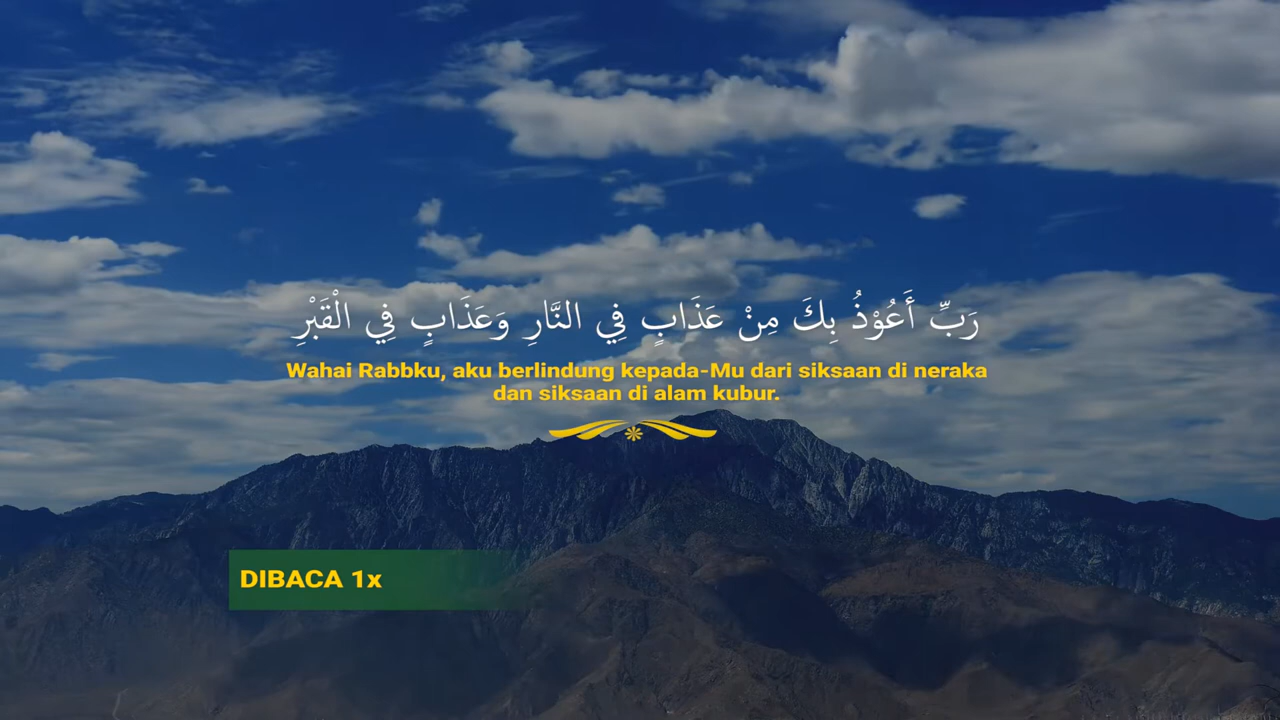 رَبِّ أَعُوْذُ بِكَ مِنْ عَذَابٍ فِي النَّارِ وَعَذَابٍ فِي الْقَبْرِ
Wahai Rabbku, aku berlindung kepada-Mu dari siksaan di neraka
dan siksaan di alam kubur.
DIBACA 1x